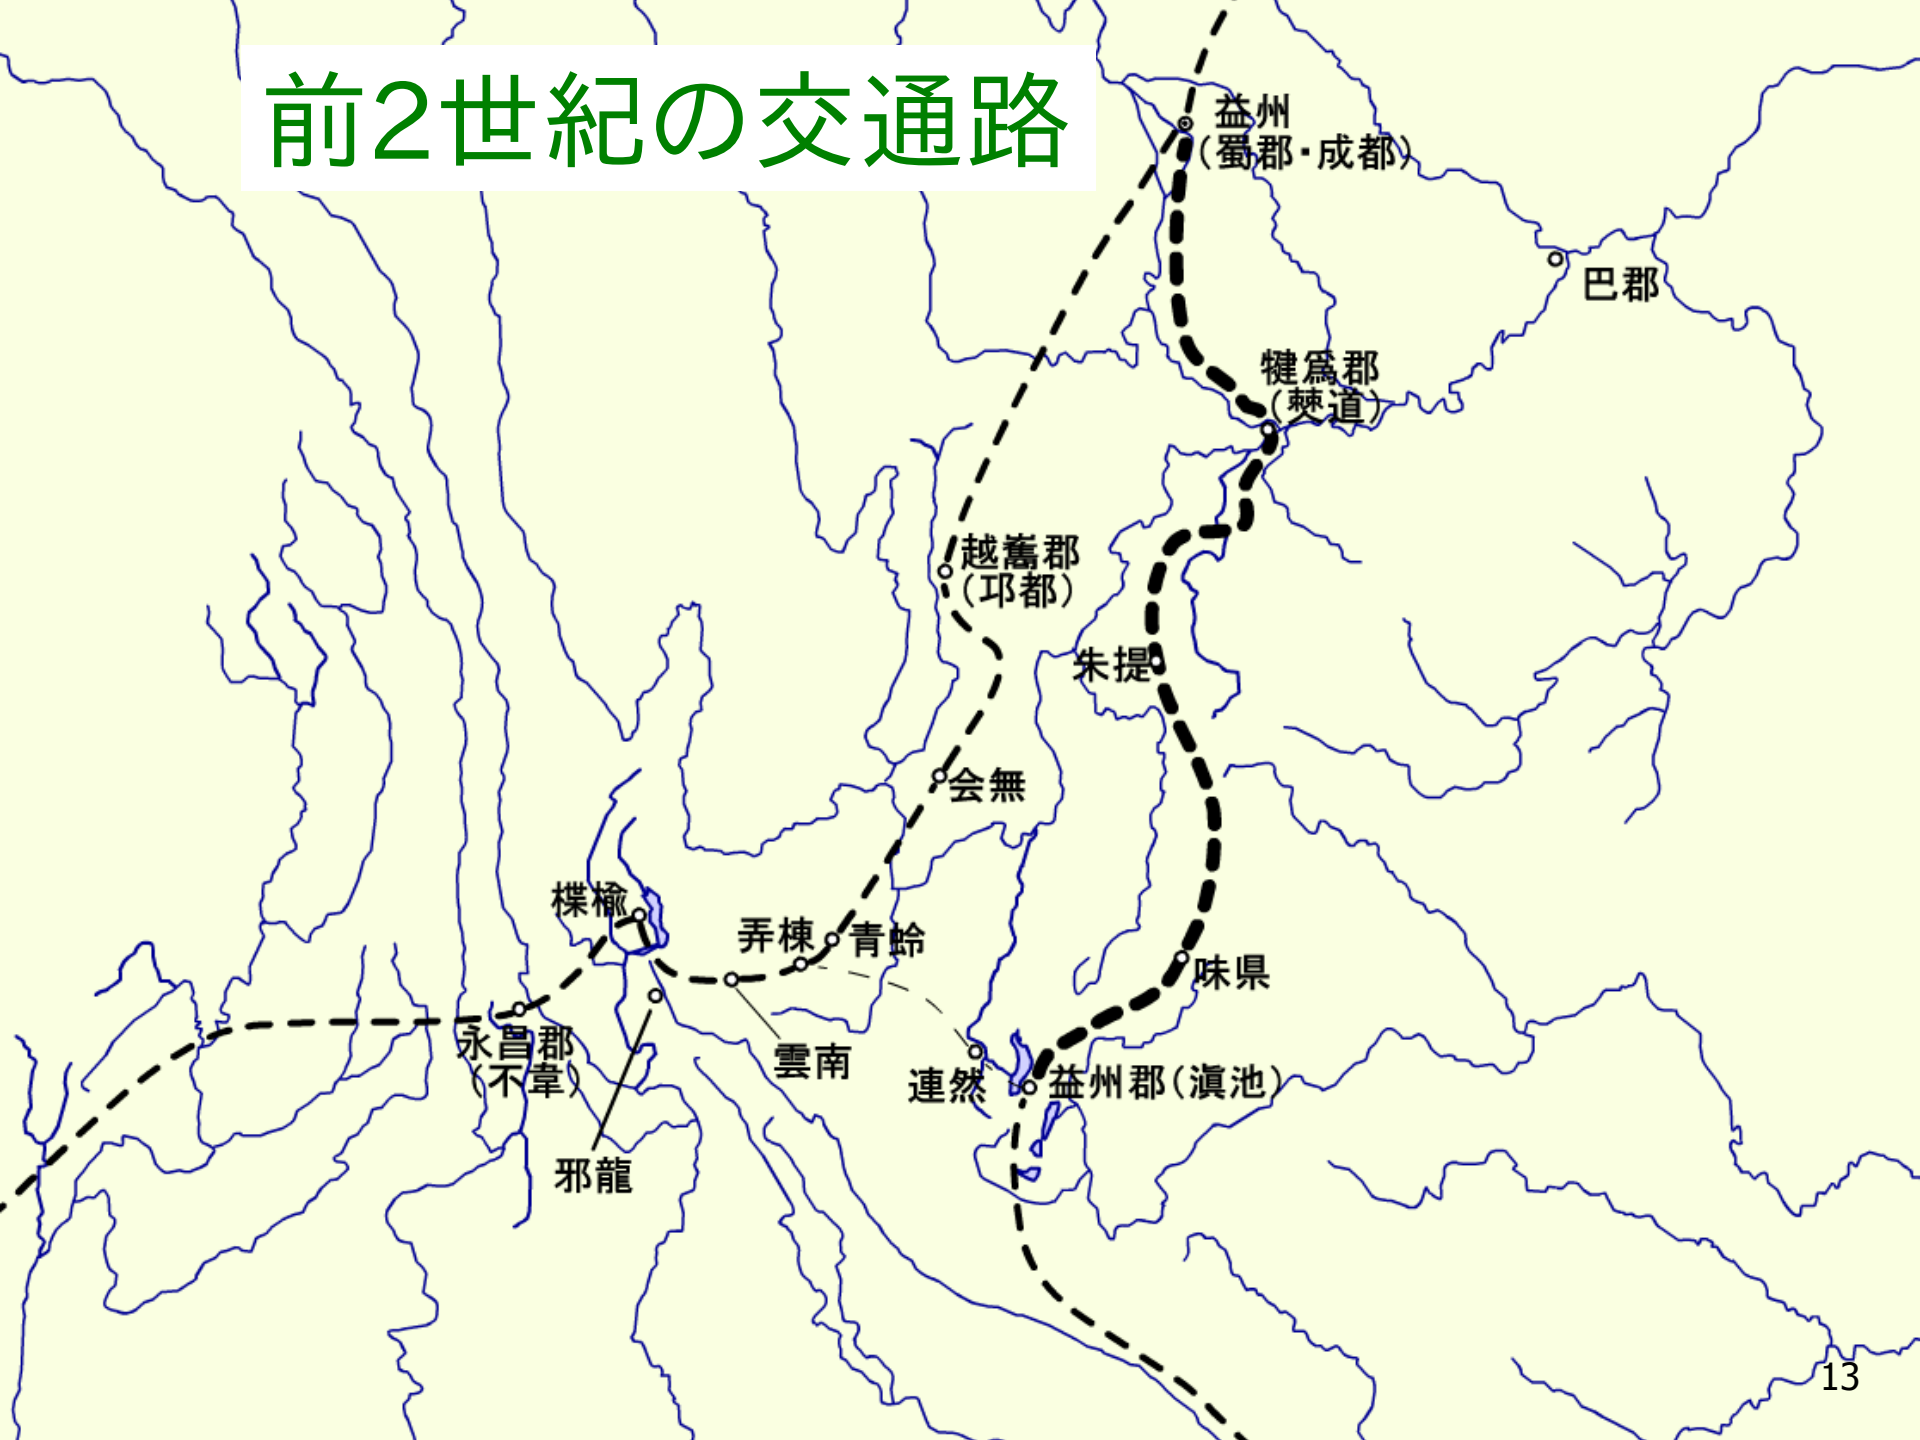 前2世紀の交通路
益州
(蜀郡・成都)
巴郡
犍爲郡
(僰道)
越巂郡
(邛都)
朱提
会無
楪楡
弄棟
青蛉
味県
永昌郡
(不韋)
雲南
連然
益州郡(滇池)
邪龍
13